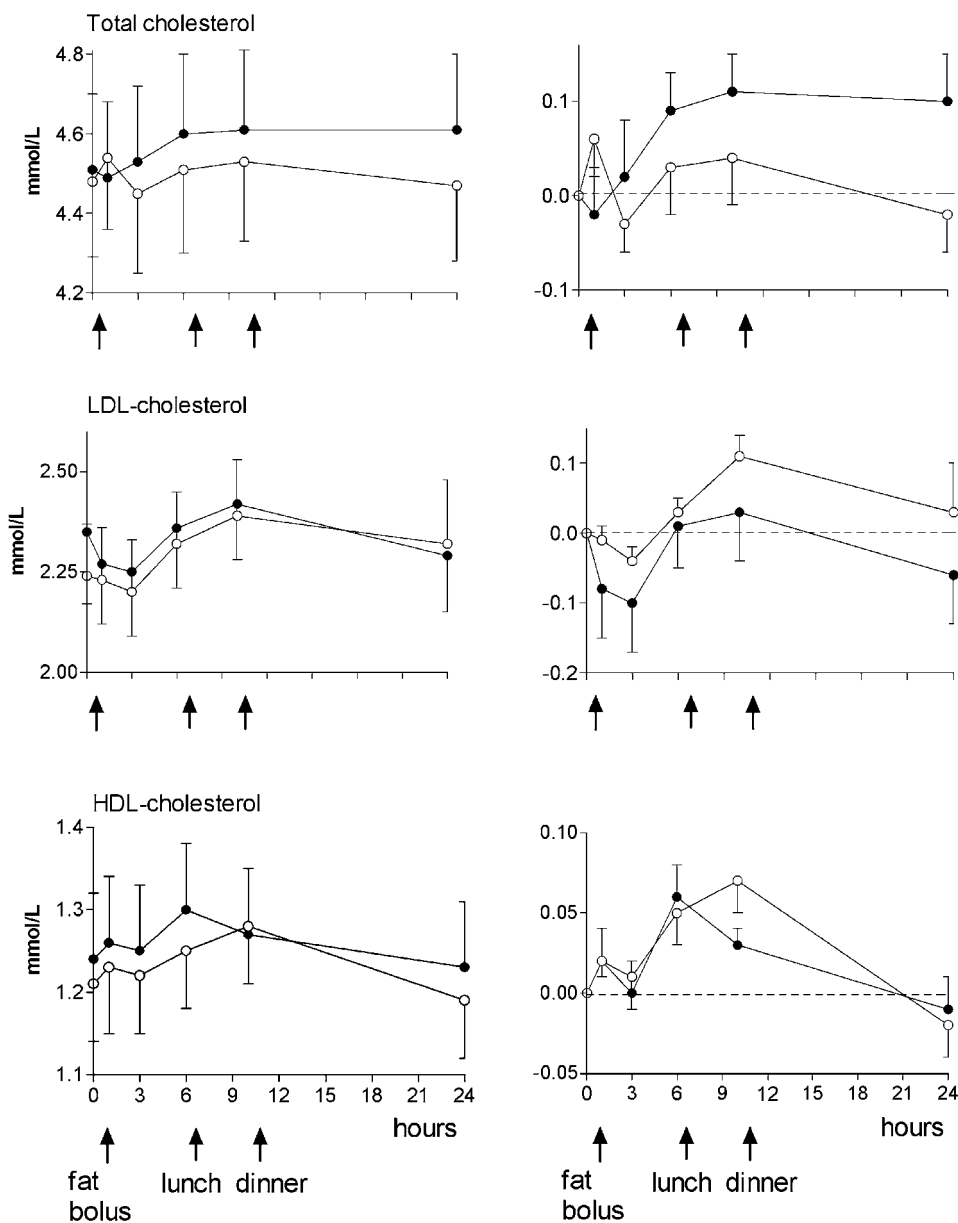 Total cholesterol
mmol/L
4.8
4.6
4.4
4.2
0.1
0.0
-0.1
LDL-cholesterol
mmol/L
2.50
2.25
2.00
0.1
0.0
-0.1
-0.2
HDL-cholesterol
mmol/L
1.4
1.3
1.2
1.1
0 3 6 9 12 15 18 21 24
hours
fat bolus
lunch dinner
0.10
0.05
0.00
-0.05
0 3 6 9 12 15 18 21 24
hours
fat bolus
lunch dinner